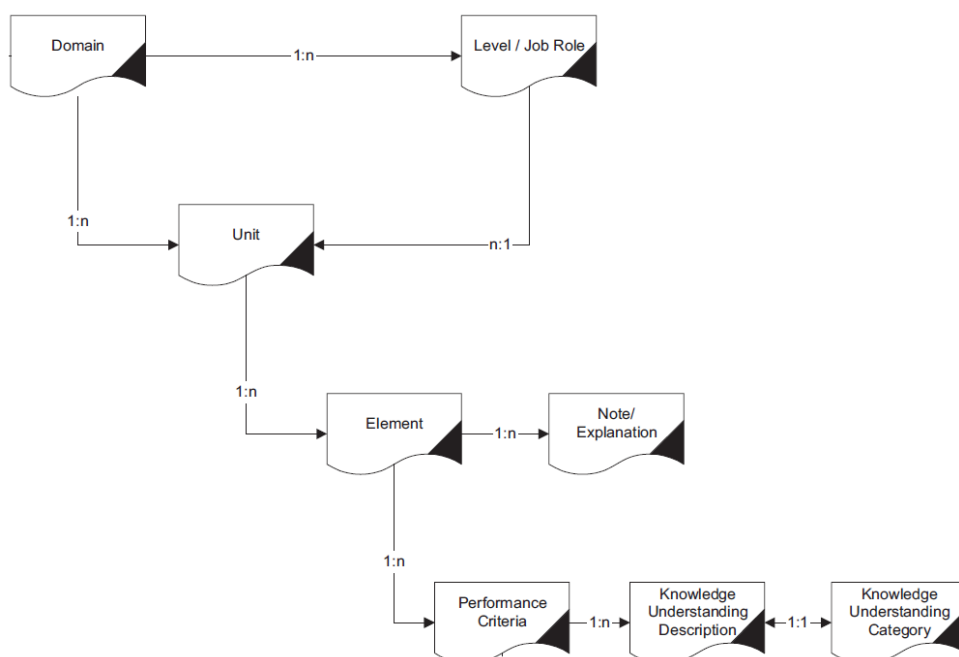 Domain
1:n
Level / Job Role
1:n
Unit
n:1
1:n
Element
1:n
Note/
Explanation
1:n
Performance
Criteria
1:n
Knowledge
Understanding
Description
1:1
Knowledge
Understanding
Category